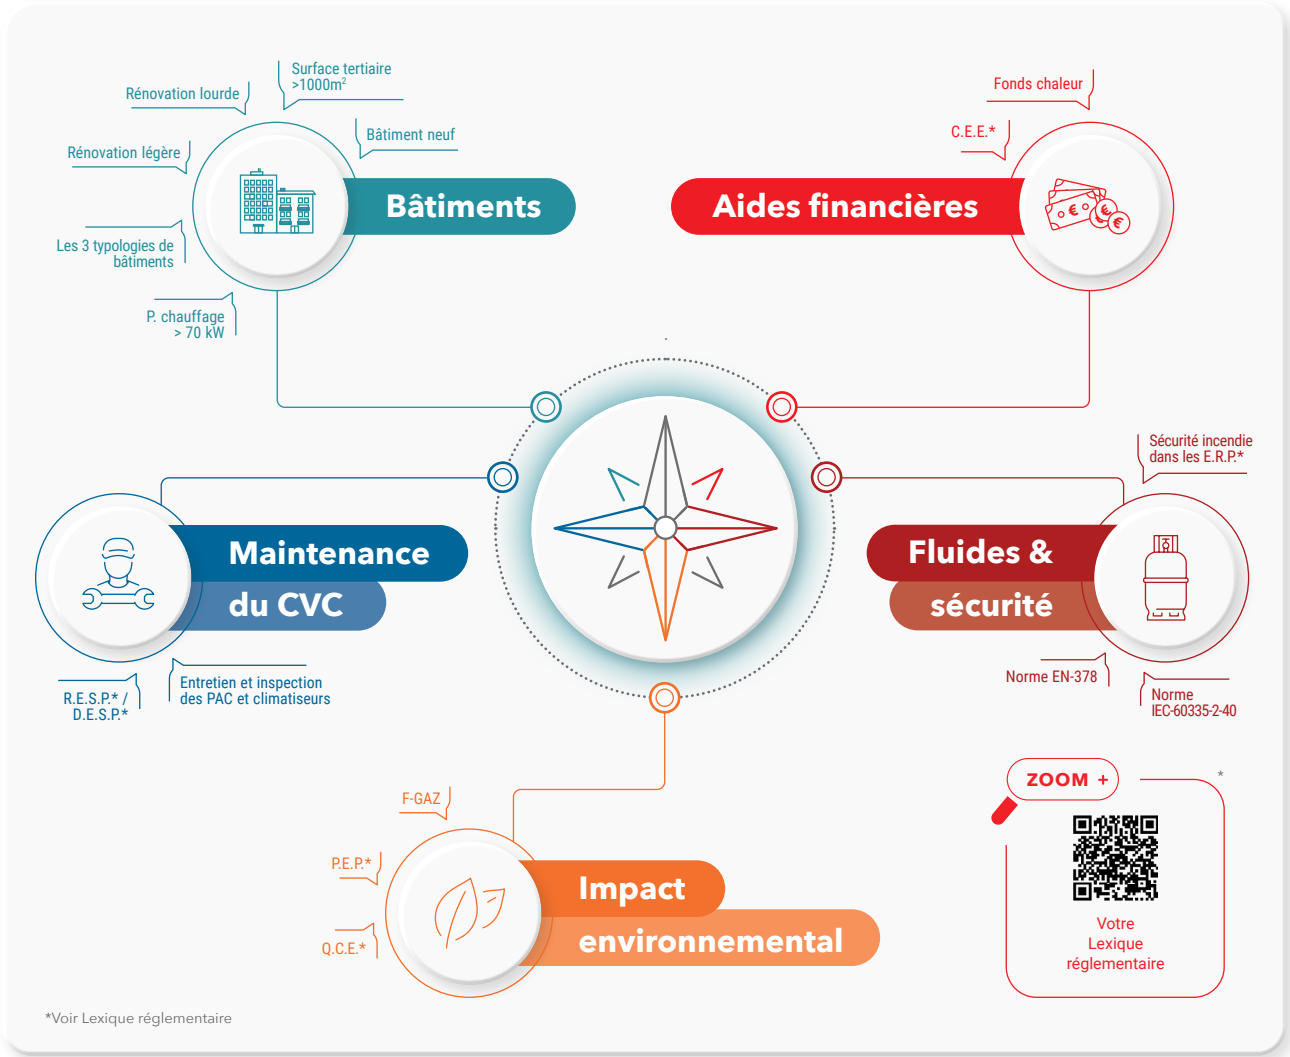 Surface tertiaire
>1000m²
Rénovation lourde
Bâtiment neuf
Rénovation légère
Bâtiments
Les 3 typologies de
bâtiments
P. chauffage
> 70 kW
Fonds chaleur
C.E.E.*
Aides financières
Maintenance
du CVC
R.E.S.P.* /
D.E.S.P.*
Entretien et inspection
des PAC et climatiseurs
Sécurité incendie
dans les E.R.P.*
Fluides &
sécurité
Norme EN-378
Norme
IEC-60335-2-40
F-GAZ
P.E.P.*
Q.C.E.*
Impact
environnemental
ZOOM +
*
Votre
Lexique
réglementaire
*Voir Lexique réglementaire